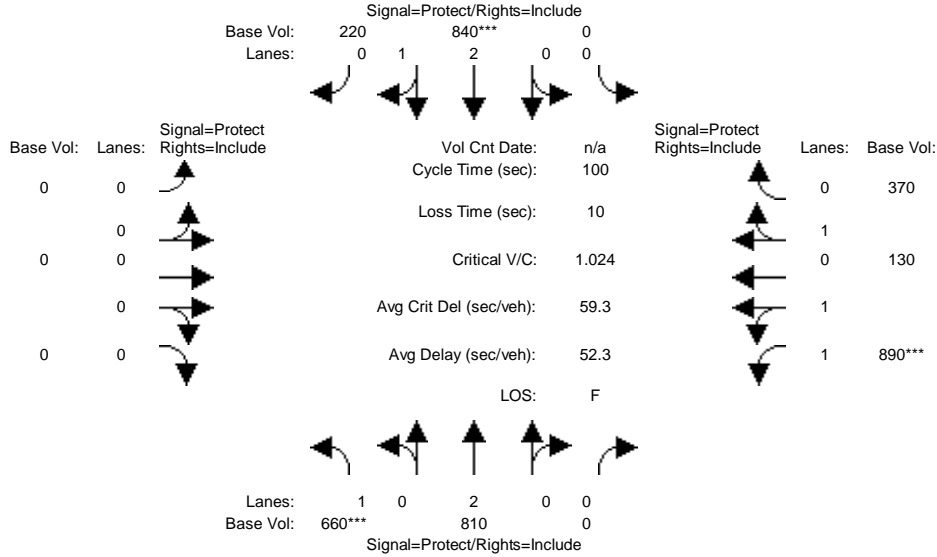 Signal=Protect/Rights=Include
Base Vol: 220 840*** 0
Lanes: 0 1 2 0 0
Signal=Protect
Base Vol: Lanes: Rights=Include
Vol Cnt Date: n/a
Signal=Protect
Rights=Include Lanes: Base Vol:
Cycle Time (sec): 100
0 0
0 370
Loss Time (sec): 10
0
1
0 0
Critical V/C: 1.024
0 130
0
Avg Crit Del (sec/veh): 59.3
1
0 0
Avg Delay (sec/veh): 52.3
1 890***
LOS: F
Lanes: 1 0 2 0 0
Base Vol: 660*** 810 0
Signal=Protect/Rights=Include